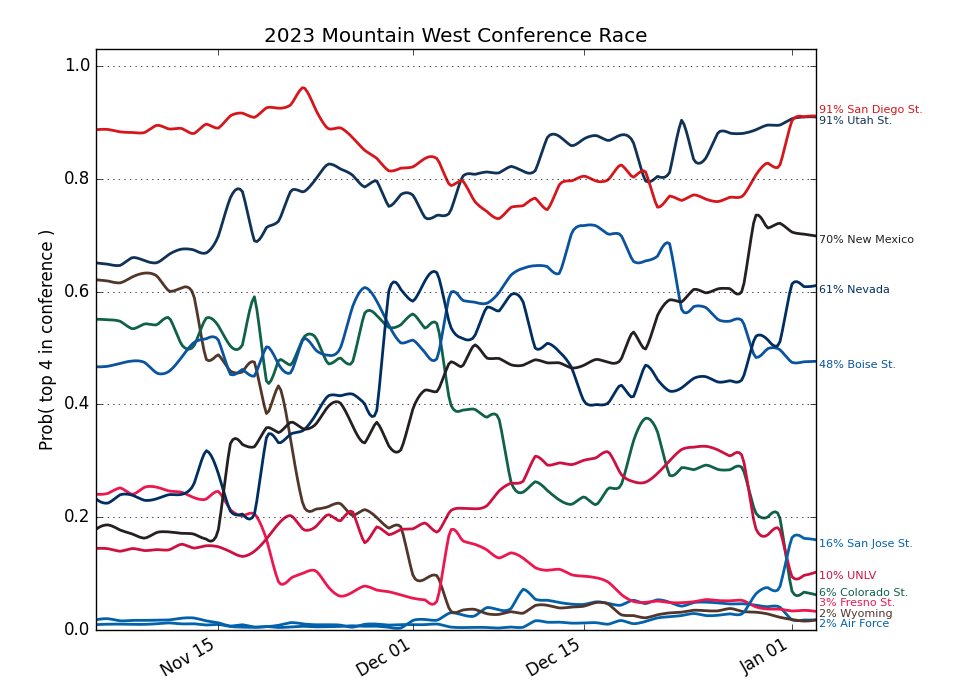 2023 Mountain West Conference Race
Prob( top 4 in conference )
1.0
0.8
0.6
0.4
0.2
0.0
Nov 15
Dec 01
Dec 15
Jan 01
91% San Diego St.
91% Utah St.
70% New Mexico
61% Nevada
48% Boise St.
16% San Jose St.
10% UNLV
6% Colorado St.
3% Fresno St.
2% Wyoming
2% Air Force